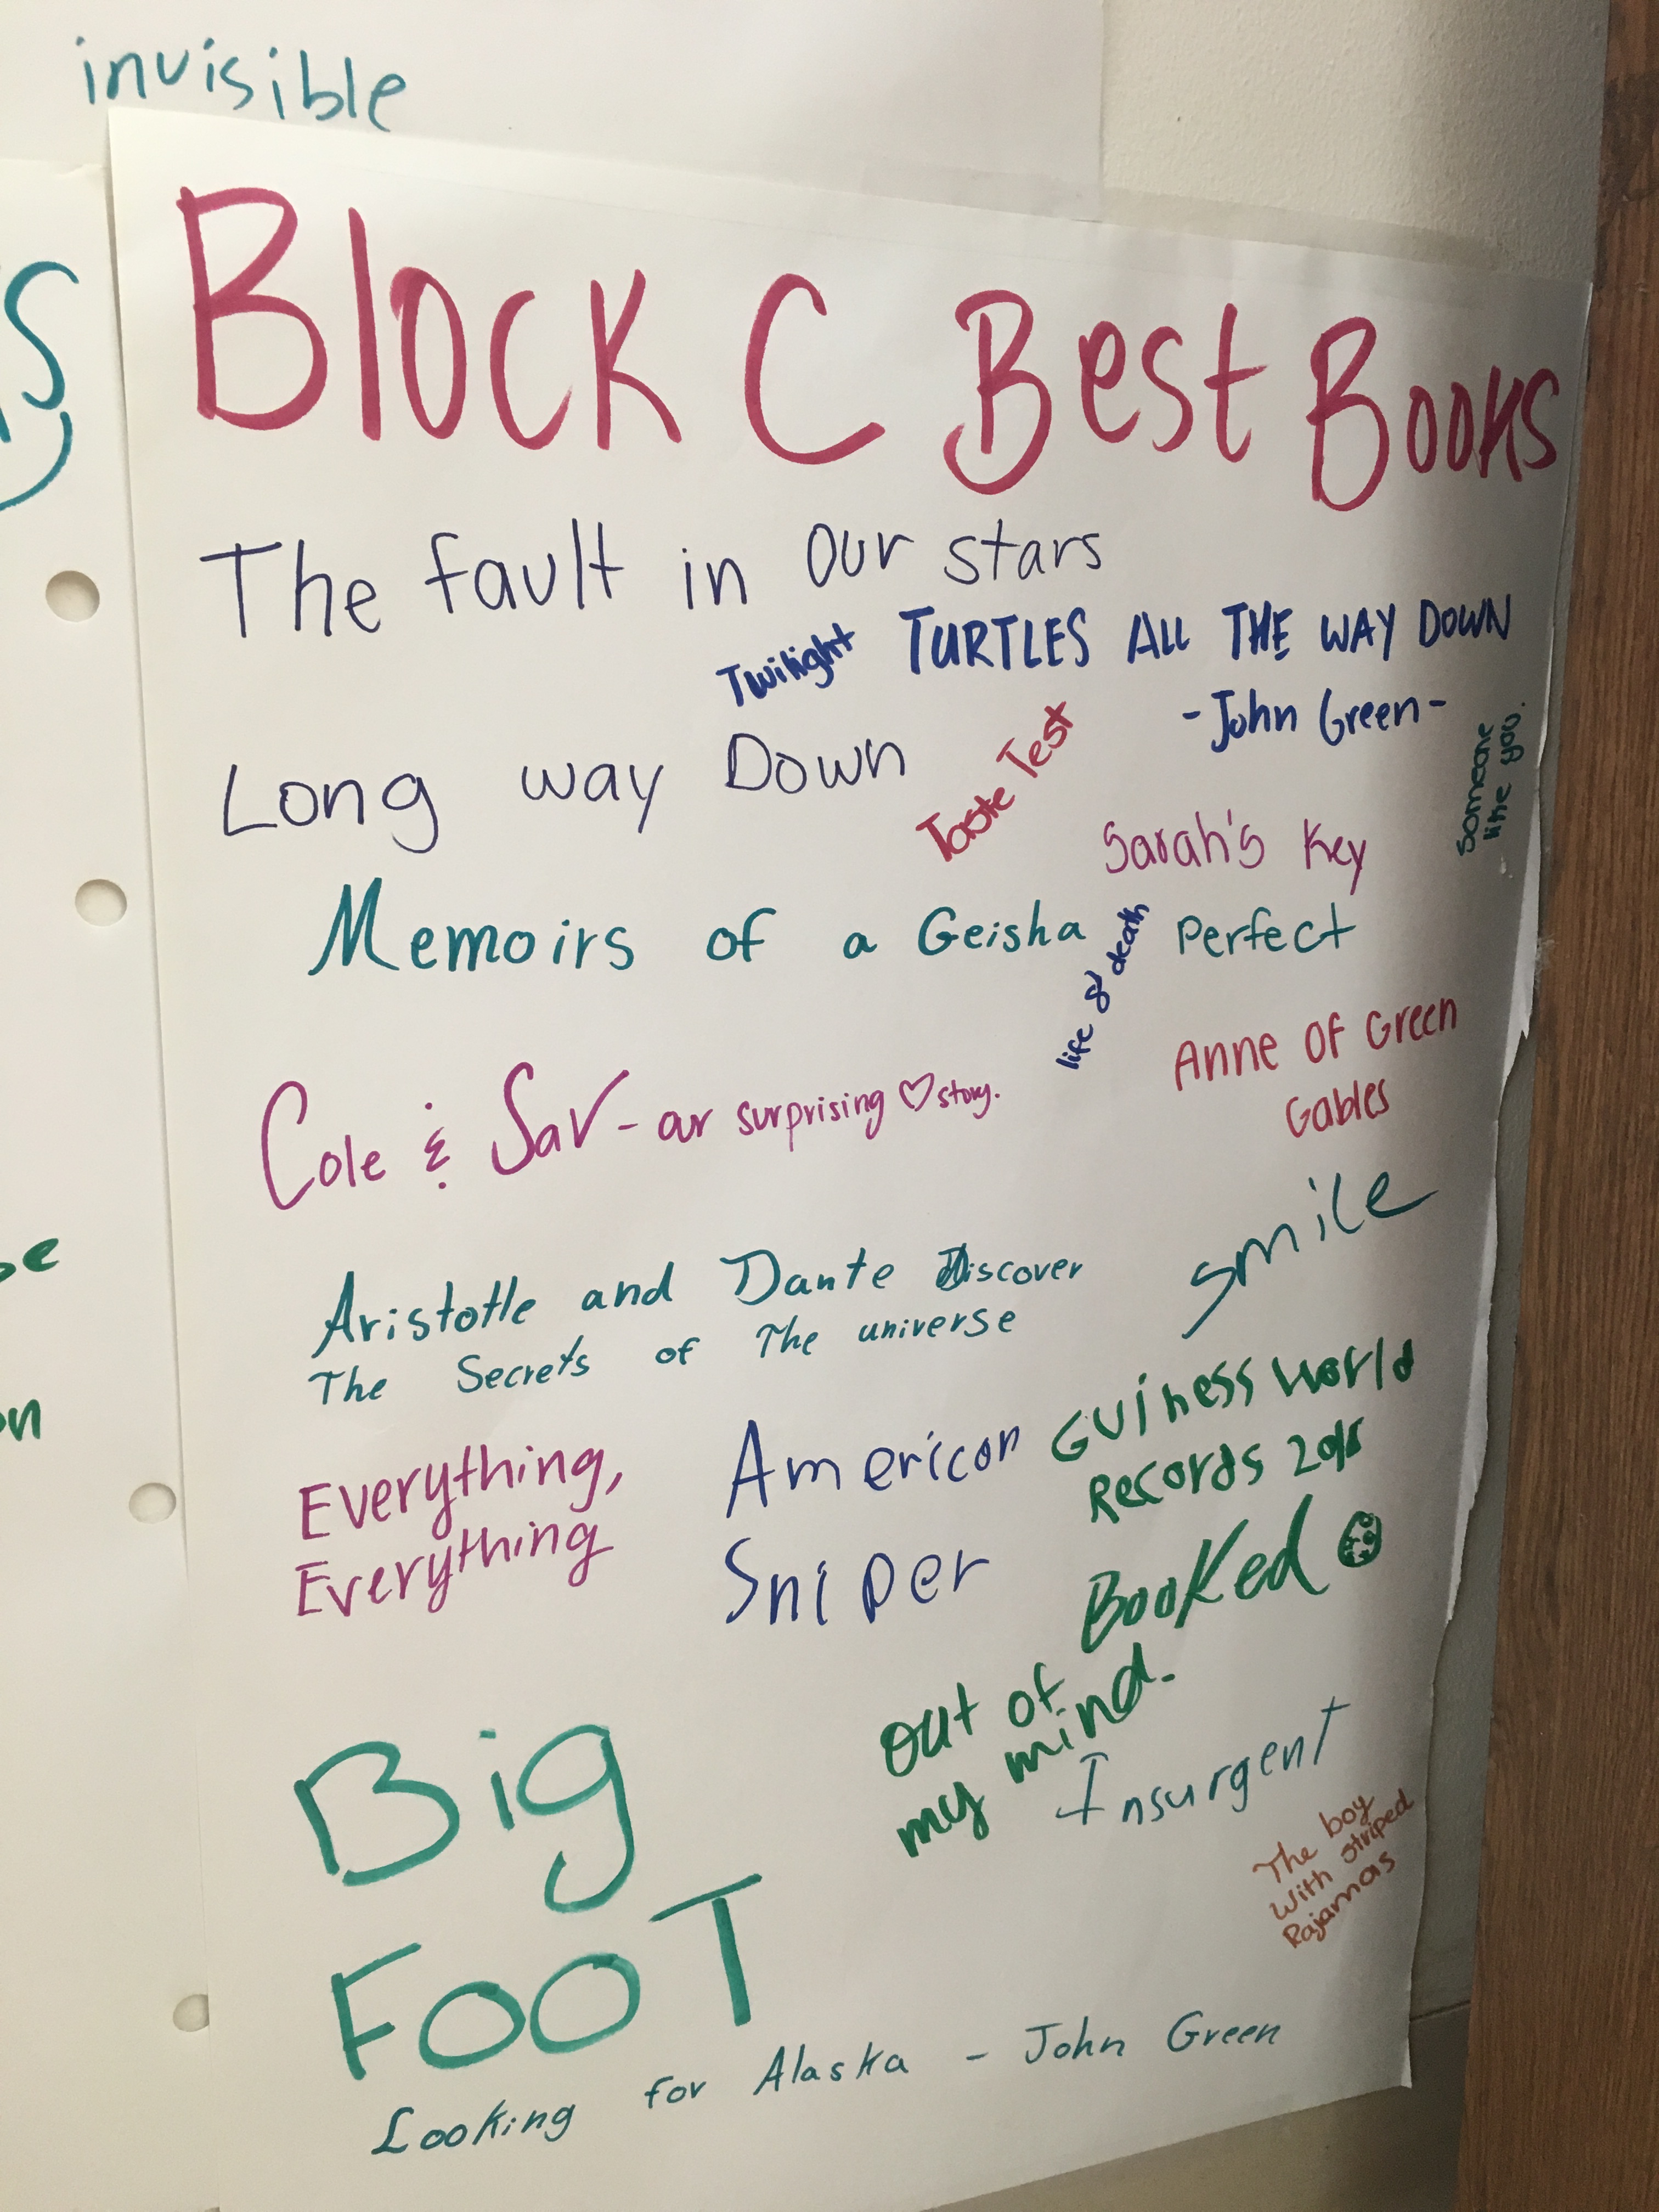 invisible
Block C Best Books
The fault in our stars
Twilight
TURTLES ALL THE WAY DOWN
- John Green -
Long way Down
Taste Test
someone
like you.
Sarah's Key
Memoirs of a Geisha
life & death
Perfect
Anne of Green
Gables
Cole & Sav - our surprising ♡ story.
Smile
Aristotle and Dante Discover
The Secrets of The universe
Everything,
Everything
American
Sniper
Guiness World
Records 2018
Booked
out of
my mind.
Insurgent
Big
FOOT
The boy
with striped
Pajamas
Looking for Alaska - John Green